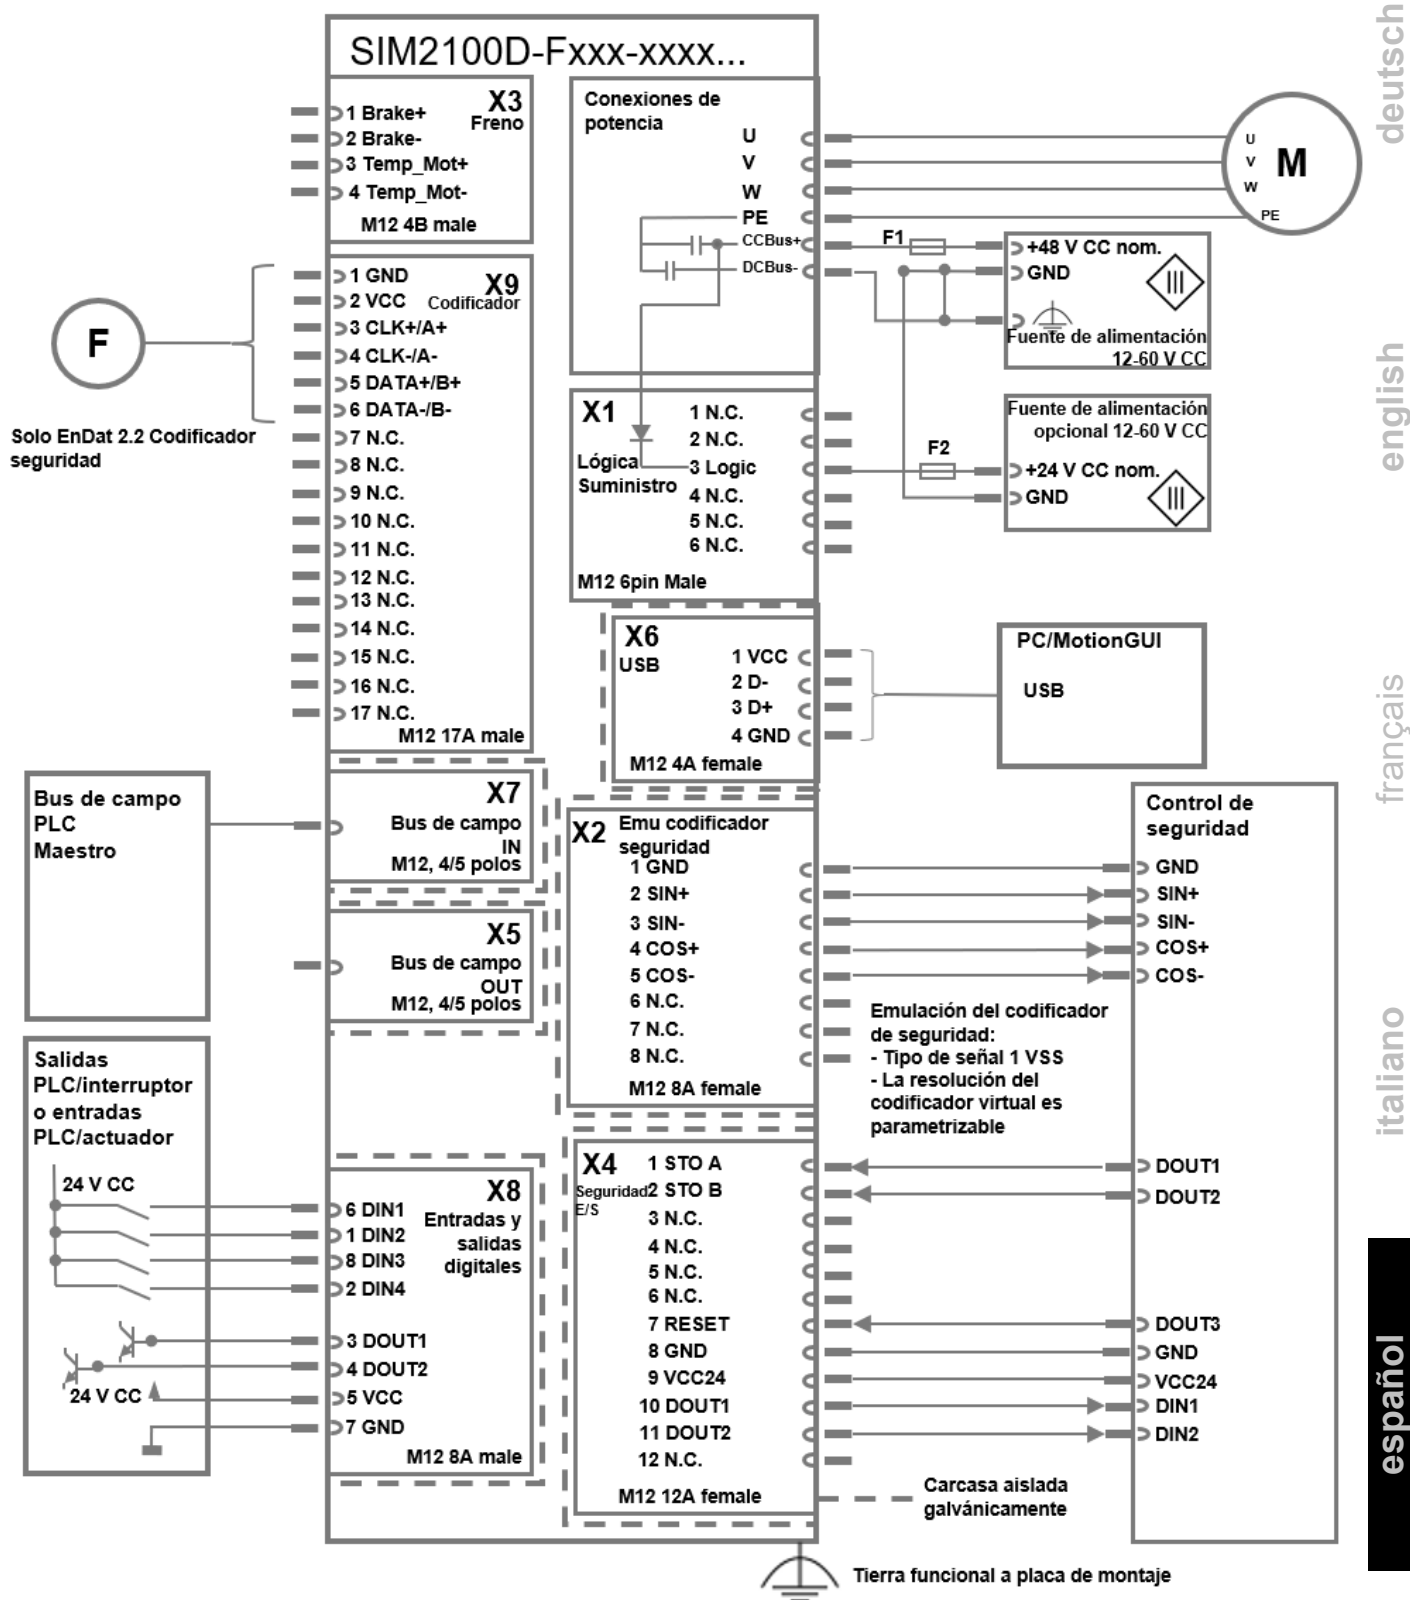 SIM2100D-Fxxx-xxxx...
X3
Freno
1 Brake+
2 Brake-
3 Temp_Mot+
4 Temp_Mot-
M12 4B male
Conexiones de
potencia
U
V
W
PE
CCBus+
DCBus-
U
V
W
PE
M
F1
+48 V CC nom.
GND
Fuente de alimentación
12-60 V CC
F
Solo EnDat 2.2 Codificador
seguridad
X9
Codificador
1 GND
2 VCC
3 CLK+/A+
4 CLK-/A-
5 DATA+/B+
6 DATA-/B-
7 N.C.
8 N.C.
9 N.C.
10 N.C.
11 N.C.
12 N.C.
13 N.C.
14 N.C.
15 N.C.
16 N.C.
17 N.C.
M12 17A male
X1
Lógica
Suministro
1 N.C.
2 N.C.
3 Logic
4 N.C.
5 N.C.
6 N.C.
M12 6pin Male
Fuente de alimentación
opcional 12-60 V CC
F2
+24 V CC nom.
GND
X6
USB
1 VCC
2 D-
3 D+
4 GND
M12 4A female
PC/MotionGUI
USB
Bus de campo
PLC
Maestro
X7
Bus de campo
IN
M12, 4/5 polos
X5
Bus de campo
OUT
M12, 4/5 polos
X2
Emu codificador
seguridad
1 GND
2 SIN+
3 SIN-
4 COS+
5 COS-
6 N.C.
7 N.C.
8 N.C.
M12 8A female
Control de
seguridad
GND
SIN+
SIN-
COS+
COS-
Emulación del codificador
de seguridad:
- Tipo de señal 1 VSS
- La resolución del
codificador virtual es
parametrizable
Salidas
PLC/interruptor
o entradas
PLC/actuador
24 V CC
24 V CC
X8
Entradas y
salidas
digitales
6 DIN1
1 DIN2
8 DIN3
2 DIN4
3 DOUT1
4 DOUT2
5 VCC
7 GND
M12 8A male
X4
Seguridad
E/S
1 STO A
2 STO B
3 N.C.
4 N.C.
5 N.C.
6 N.C.
7 RESET
8 GND
9 VCC24
10 DOUT1
11 DOUT2
12 N.C.
M12 12A female
DOUT1
DOUT2
DOUT3
GND
VCC24
DIN1
DIN2
Carcasa aislada
galvánicamente
Tierra funcional a placa de montaje
deutsch
english
français
italiano
español